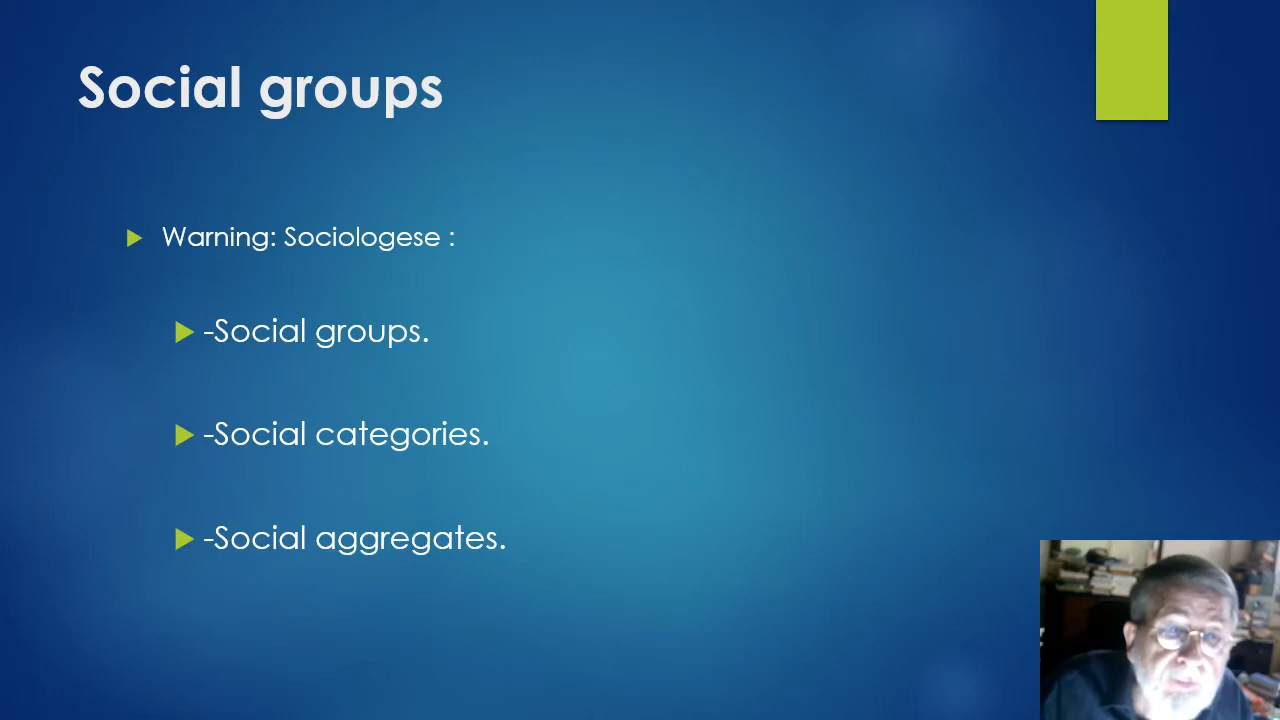 Social groups
Warning: Sociologese :
-Social groups.
-Social categories.
-Social aggregates.